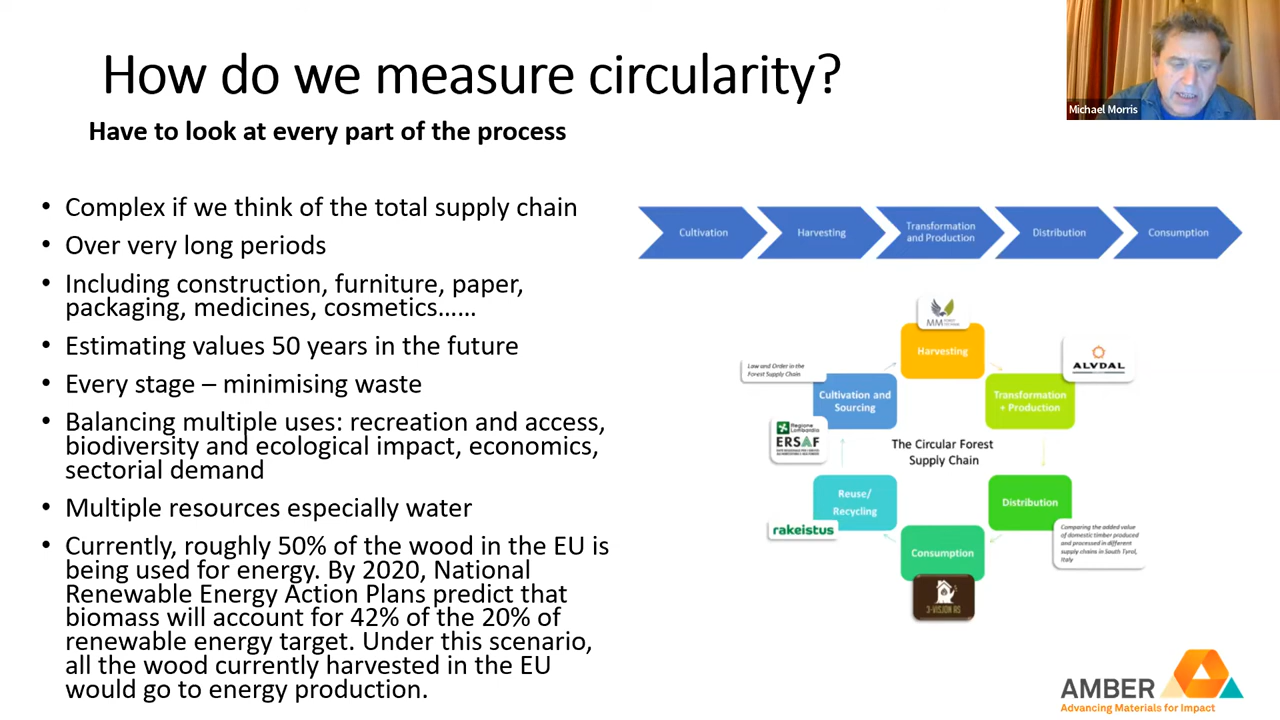 How do we measure circularity?
Have to look at every part of the process
• Complex if we think of the total supply chain
• Over very long periods
• Including construction, furniture, paper,
packaging, medicines, cosmetics……
• Estimating values 50 years in the future
• Every stage – minimising waste
• Balancing multiple uses: recreation and access,
biodiversity and ecological impact, economics,
sectorial demand
• Multiple resources especially water
• Currently, roughly 50% of the wood in the EU is
being used for energy. By 2020, National
Renewable Energy Action Plans predict that
biomass will account for 42% of the 20% of
renewable energy target. Under this scenario,
all the wood currently harvested in the EU
would go to energy production.
Michael Morris
Cultivation
Harvesting
Transformation
and Production
Distribution
Consumption
MM
Harvesting
ALVDAL
Law and Order in the
Forest Supply Chain
Cultivation and
Sourcing
Transformation
+ Production
Regione
Lombardia
ERSAF
The Circular Forest
Supply Chain
Reuse/
Recycling
rakeistus
Distribution
Comparing the added value
of domestic timber produced
and processed in different
supply chains in South Tyrol,
Italy
Consumption
3-VISION AS
AMBER
Advancing Materials for Impact